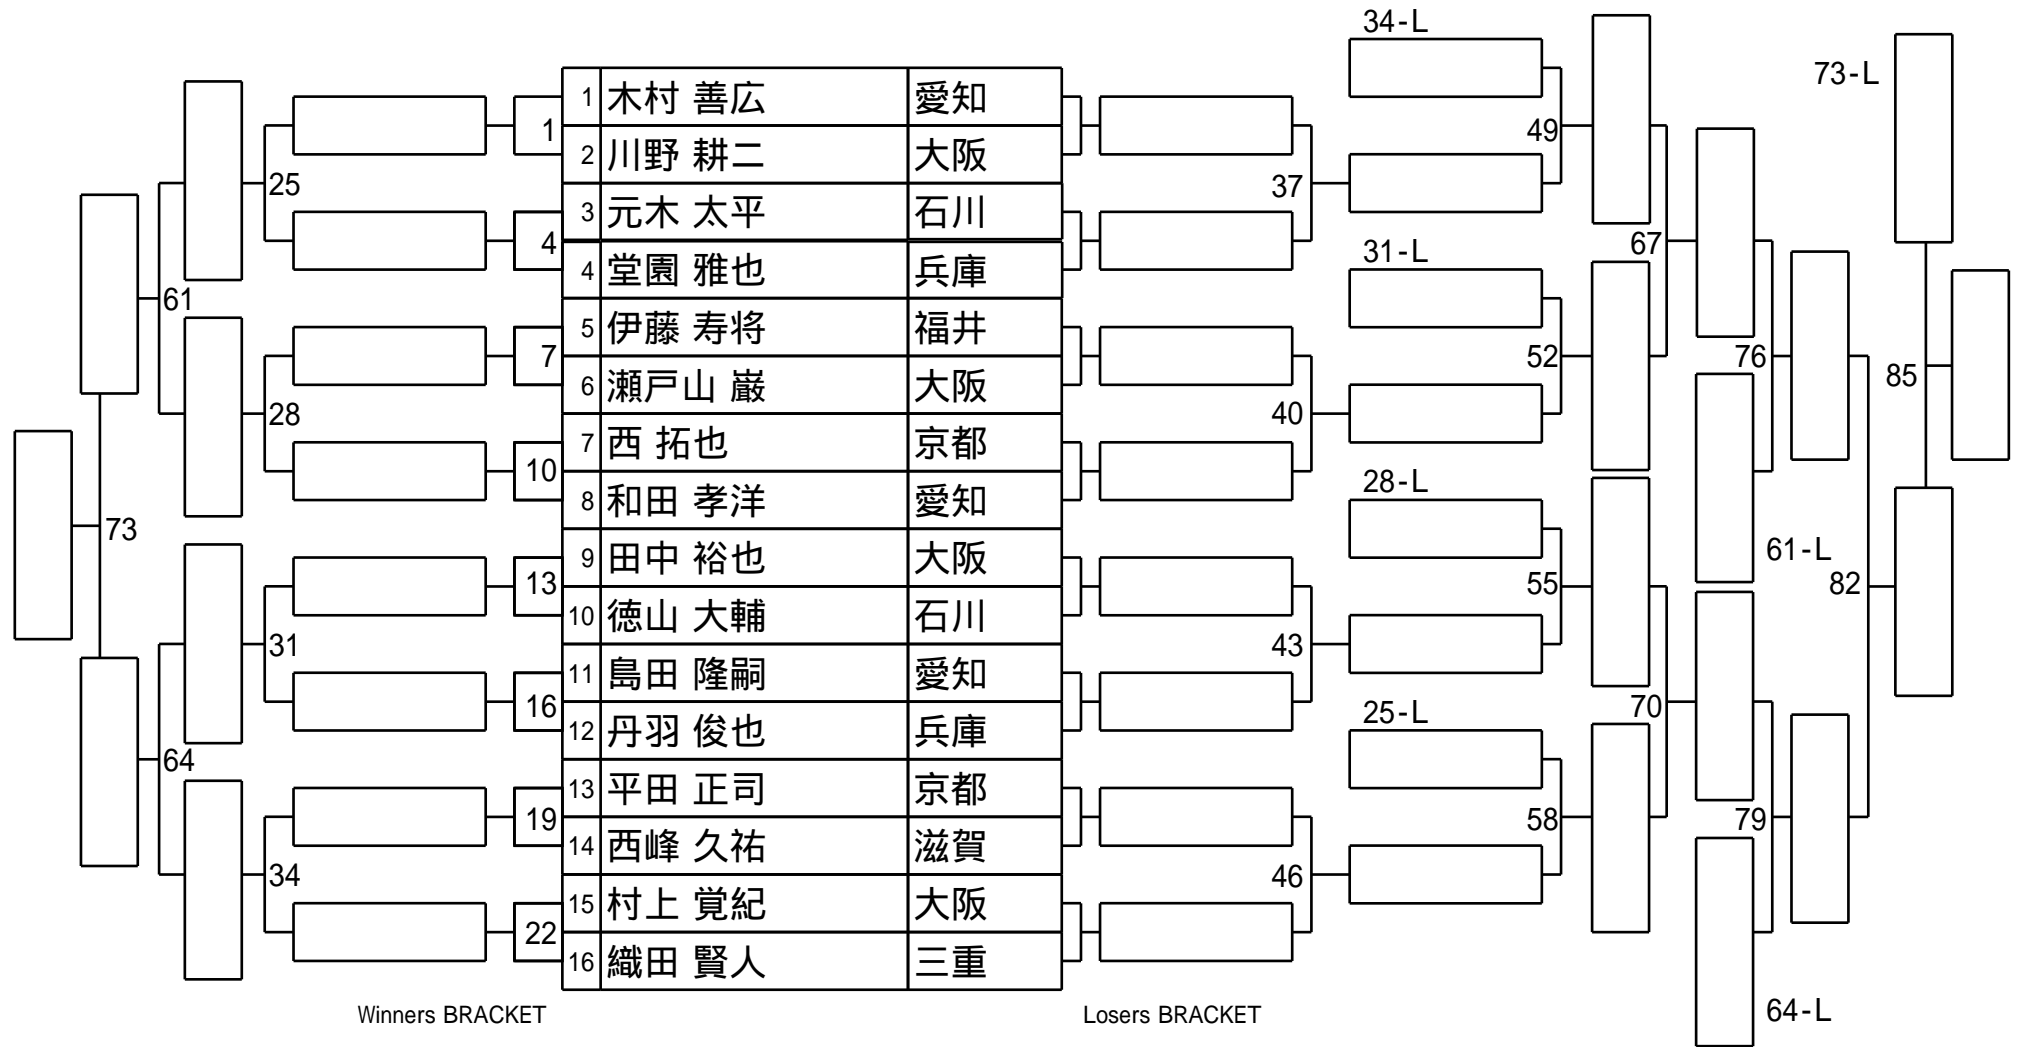 34-L
73-L
1 木村 善広 愛知
1 49
2 川野 耕二 大阪
25 37
3 元木 太平 石川
4 67
4 堂園 雅也 兵庫 31-L
61
5 伊藤 寿将 福井
7 52 76
6 瀬戸山 巌 大阪 85
28 40
7 西 拓也 京都
10
8 和田 孝洋 愛知 28-L
73
9 田中 裕也 大阪 61-L
13 55 82
10 徳山 大輔 石川
31 43
11 島田 隆嗣 愛知
16 70
12 丹羽 俊也 兵庫 25-L
64
13 平田 正司 京都
19 58 79
14 西峰 久祐 滋賀
34 46
15 村上 覚紀 大阪
22
16 織田 賢人 三重
Winners BRACKET Losers BRACKET 64-L